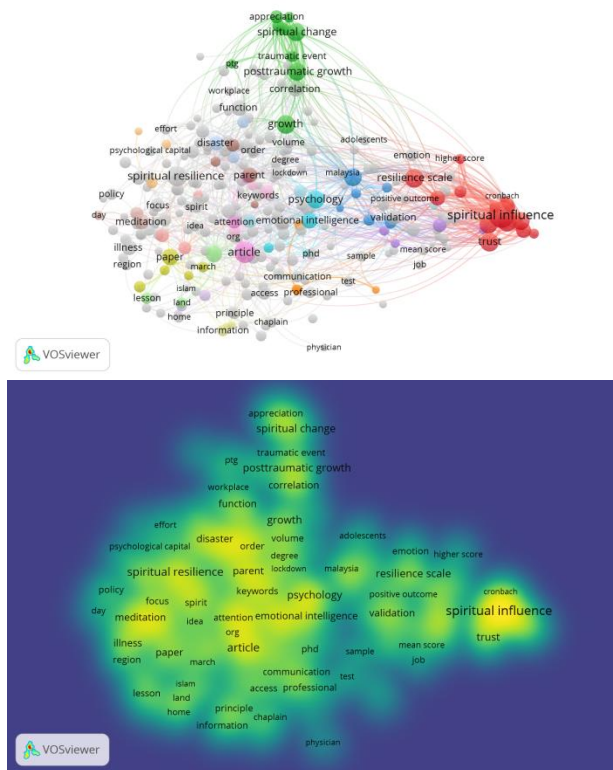 appreciation
spiritual change
traumatic event
ptg
posttraumatic growth
workplace
correlation
function
growth
effort
disaster
order
volume
adolescents
psychological capital
degree
emotion
higher score
lockdown
malaysia
spiritual resilience
parent
resilience scale
policy
keywords
psychology
positive outcome
cronbach
focus
spirit
day
meditation
idea
attention
emotional intelligence
validation
spiritual influence
org
illness
article
phd
sample
mean score
trust
region
paper
march
job
communication
test
islam
access
professional
lesson
land
home
principle
chaplain
information
physician
VOSviewer
appreciation
spiritual change
traumatic event
ptg
posttraumatic growth
workplace
correlation
function
growth
effort
disaster
order
volume
adolescents
psychological capital
degree
emotion
higher score
lockdown
malaysia
spiritual resilience
parent
resilience scale
policy
keywords
psychology
positive outcome
cronbach
focus
spirit
day
meditation
idea
attention
emotional intelligence
validation
spiritual influence
org
illness
article
phd
sample
mean score
trust
region
paper
march
job
communication
test
islam
access
professional
lesson
land
home
principle
chaplain
information
physician
VOSviewer